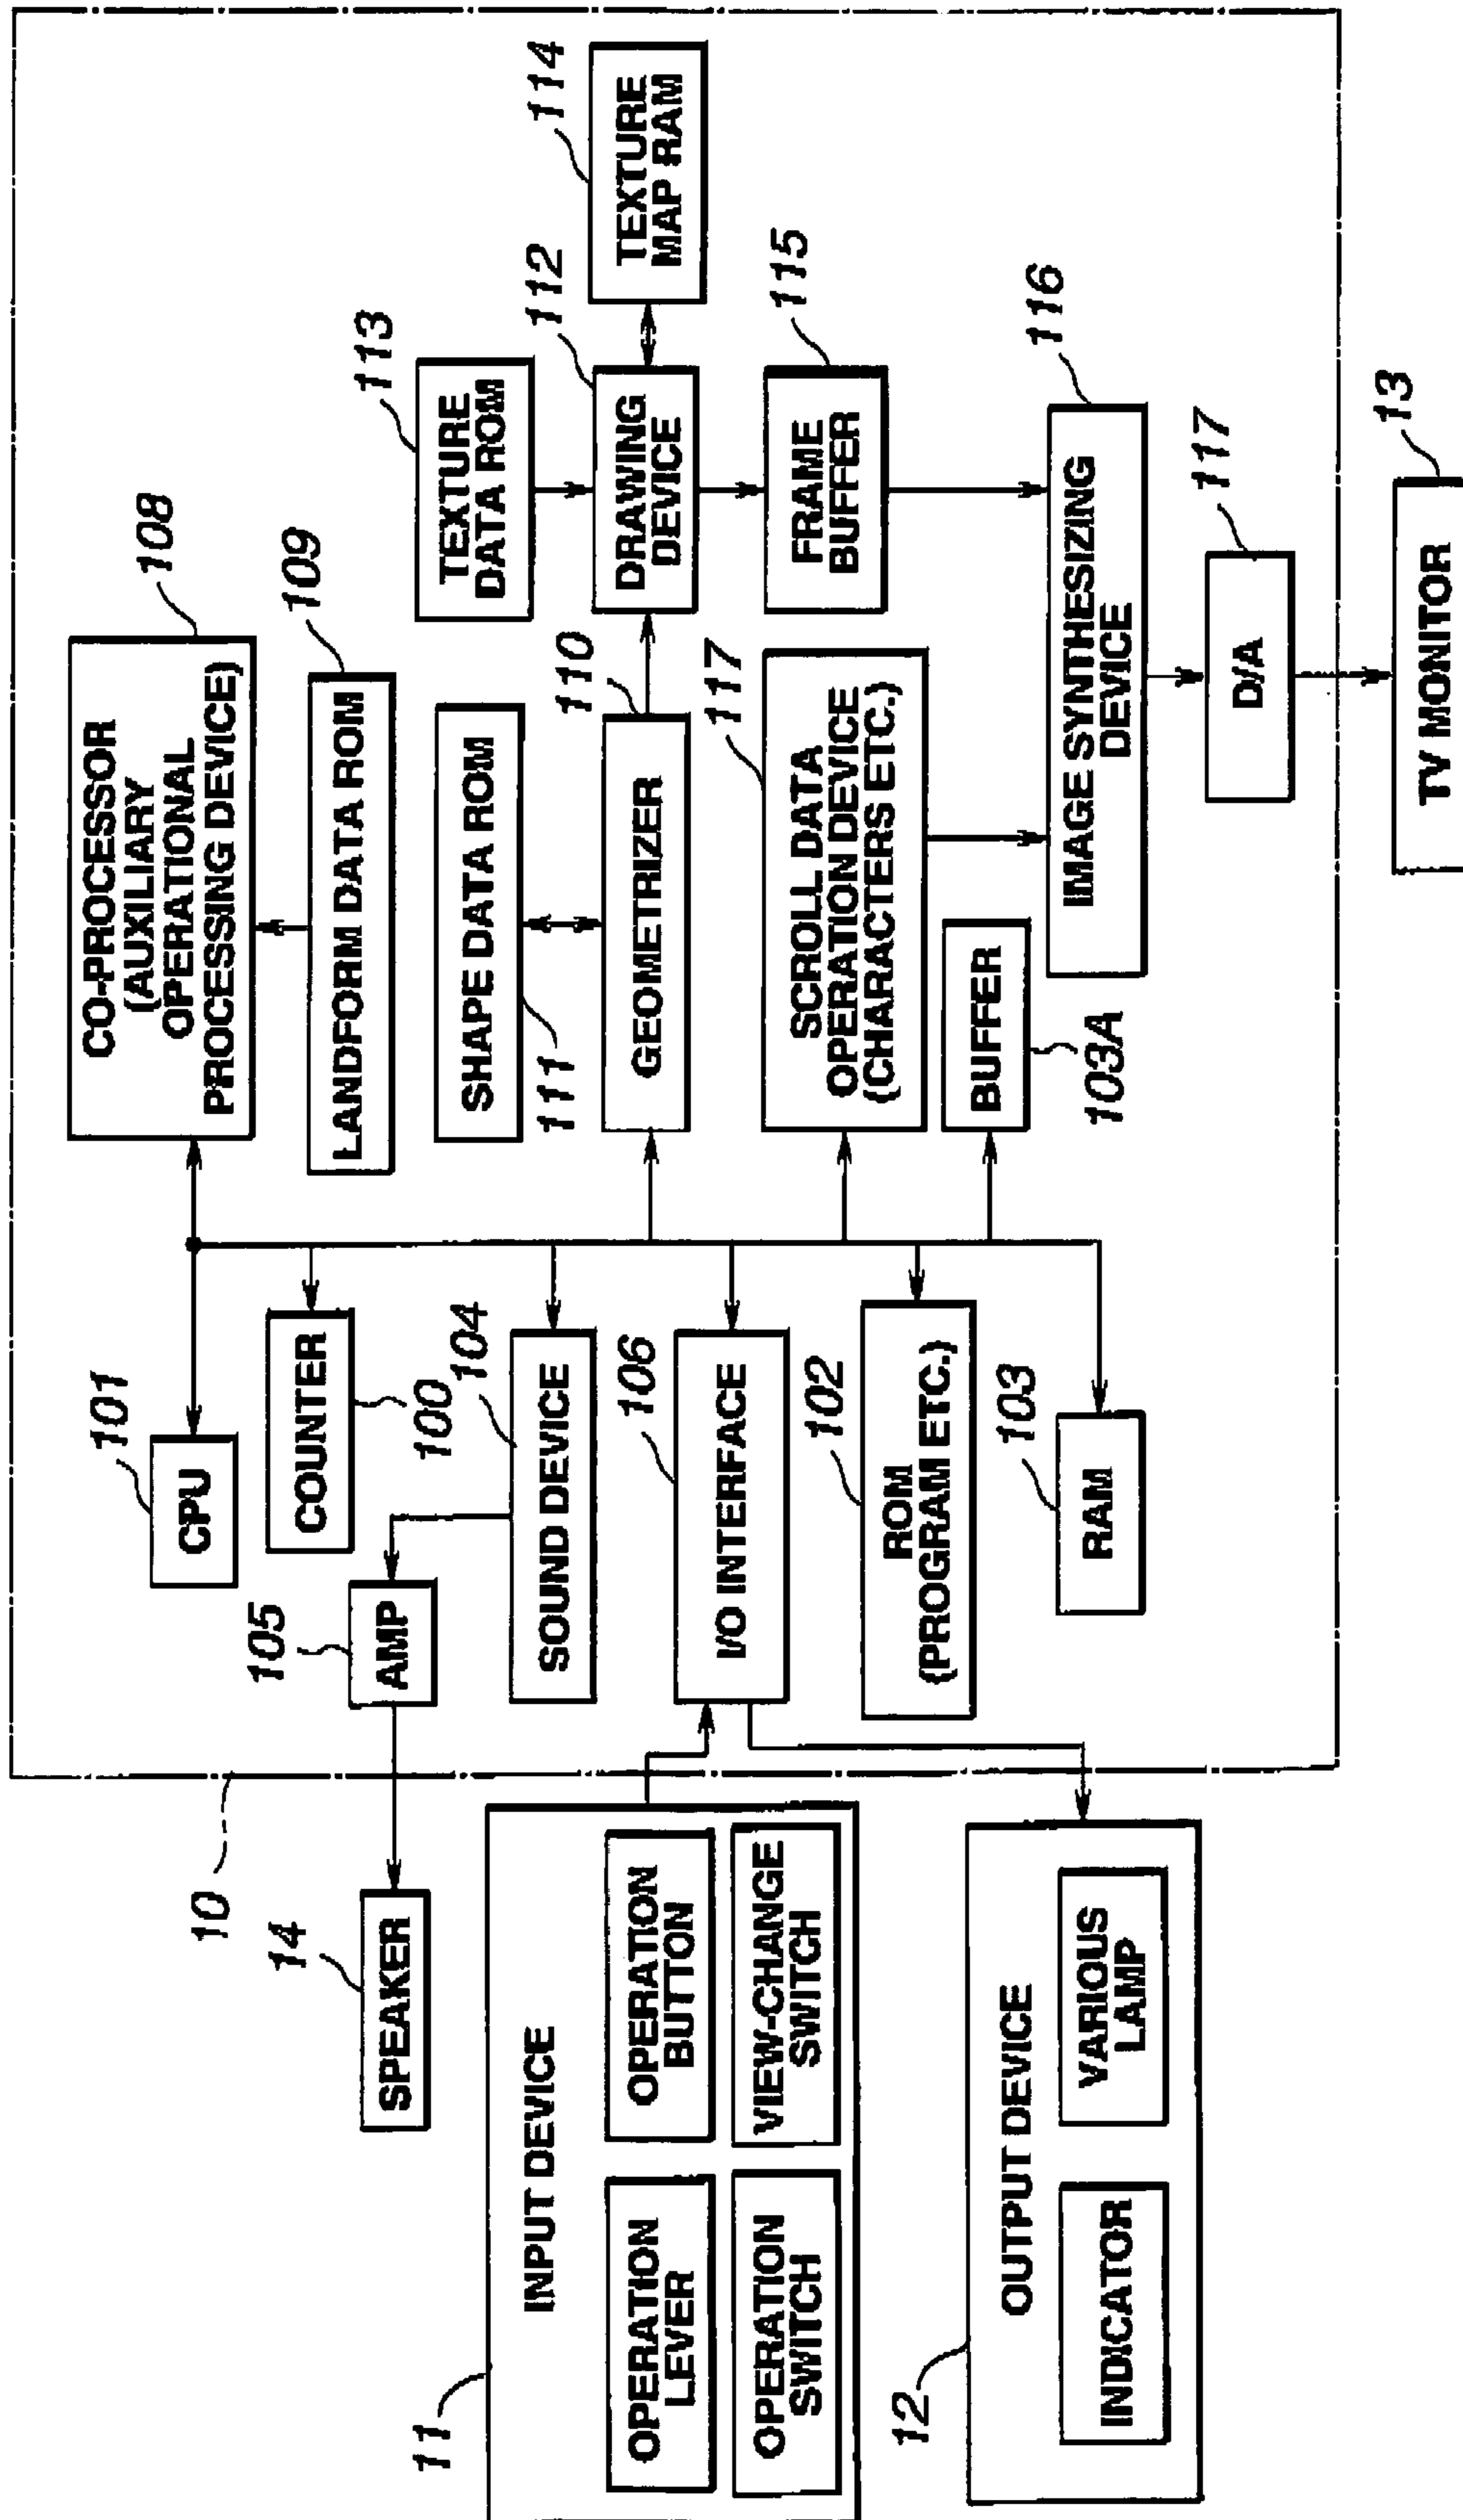 10
14
SPEAKER
11
INPUT DEVICE
OPERATION
LEVER
OPERATION
BUTTON
OPERATION
SWITCH
VIEW-CHANGE
SWITCH
12
OUTPUT DEVICE
INDICATOR
VARIOUS
LAMP
101
CPU
COUNTER
100
105
AMP
104
SOUND DEVICE
106
I/O INTERFACE
102
ROM
(PROGRAM ETC.)
103
RAM
108
CO-PROCESSOR
(AUXILIARY
OPERATIONAL
PROCESSING DEVICE)
109
LANDFORM DATA ROM
SHAPE DATA ROM
111
110
GEOMETRIZER
117
SCROLL DATA
OPERATION DEVICE
(CHARACTERS ETC.)
BUFFER
103A
113
TEXTURE
DATA ROM
112
DRAWING
DEVICE
114
TEXTURE
MAP RAM
115
FRAME
BUFFER
116
IMAGE SYNTHESIZING
DEVICE
117
D/A
13
TV MONITOR